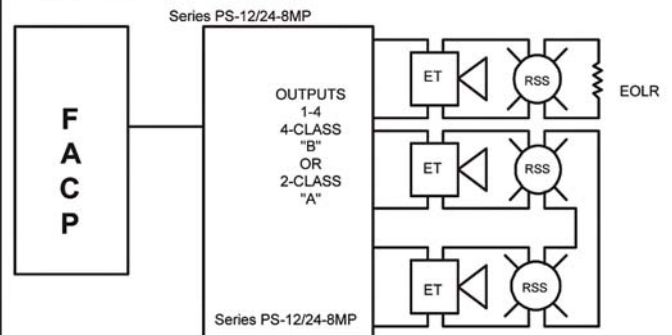 Series PS-12/24-8MP
F
A
C
P
OUTPUTS
1-4
4-CLASS
"B"
OR
2-CLASS
"A"
Series PS-12/24-8MP
ET
RSS
EOLR
ET
RSS
ET
RSS